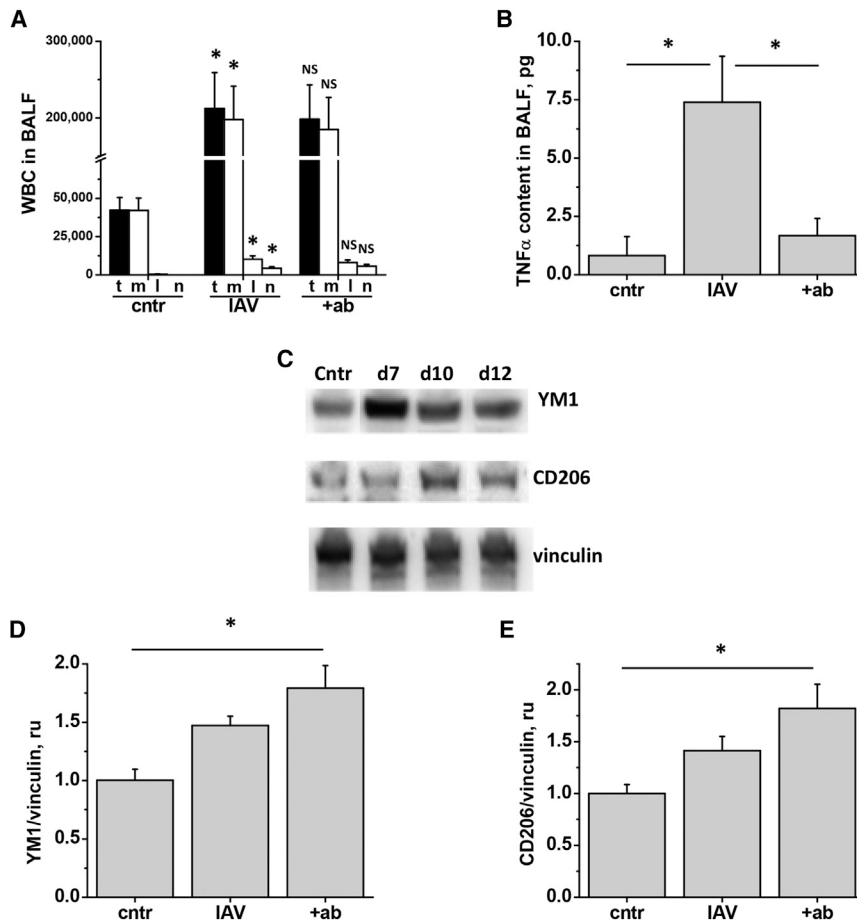 A
WBC in BALF
300,000
200,000
50,000
25,000
0
* * * *
NS NS NS NS
t m l n t m l n t m l n
cntr IAV +ab
B
TNFα content in BALF, pg
10.0
7.5
5.0
2.5
0.0
* *
cntr IAV +ab
C
Cntr d7 d10 d12
YM1
CD206
vinculin
D
YM1/vinculin, ru
2.0
1.5
1.0
0.5
0.0
*
cntr IAV +ab
E
CD206/vinculin, ru
2.0
1.5
1.0
0.5
0.0
*
cntr IAV +ab